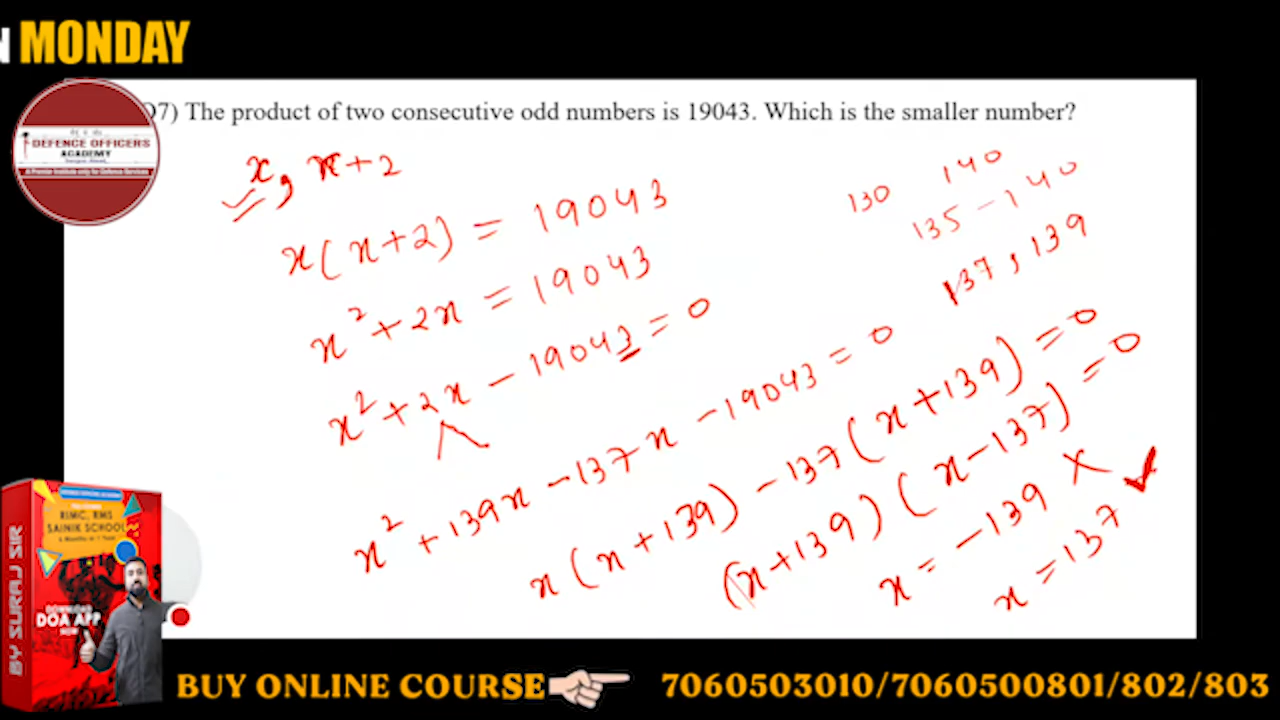 N MONDAY
Q7) The product of two consecutive odd numbers is 19043. Which is the smaller number?
DEFENCE OFFICERS
ACADEMY
x, x+2
x(x+2) = 19043
x² + 2x = 19043
x² + 2x - 19043 = 0
130 140
135 - 140
137, 139
x² + 139x - 137x - 19043 = 0
x(x+139) - 137(x+139) = 0
(x+139)(x-137) = 0
x = -139 ×
x = 137 ✓
RIMC, RMS
SAINIK SCHOOL
DOWNLOAD
DOA APP
NOW
BY SURAJ SIR
BUY ONLINE COURSE 7060503010/7060500801/802/803